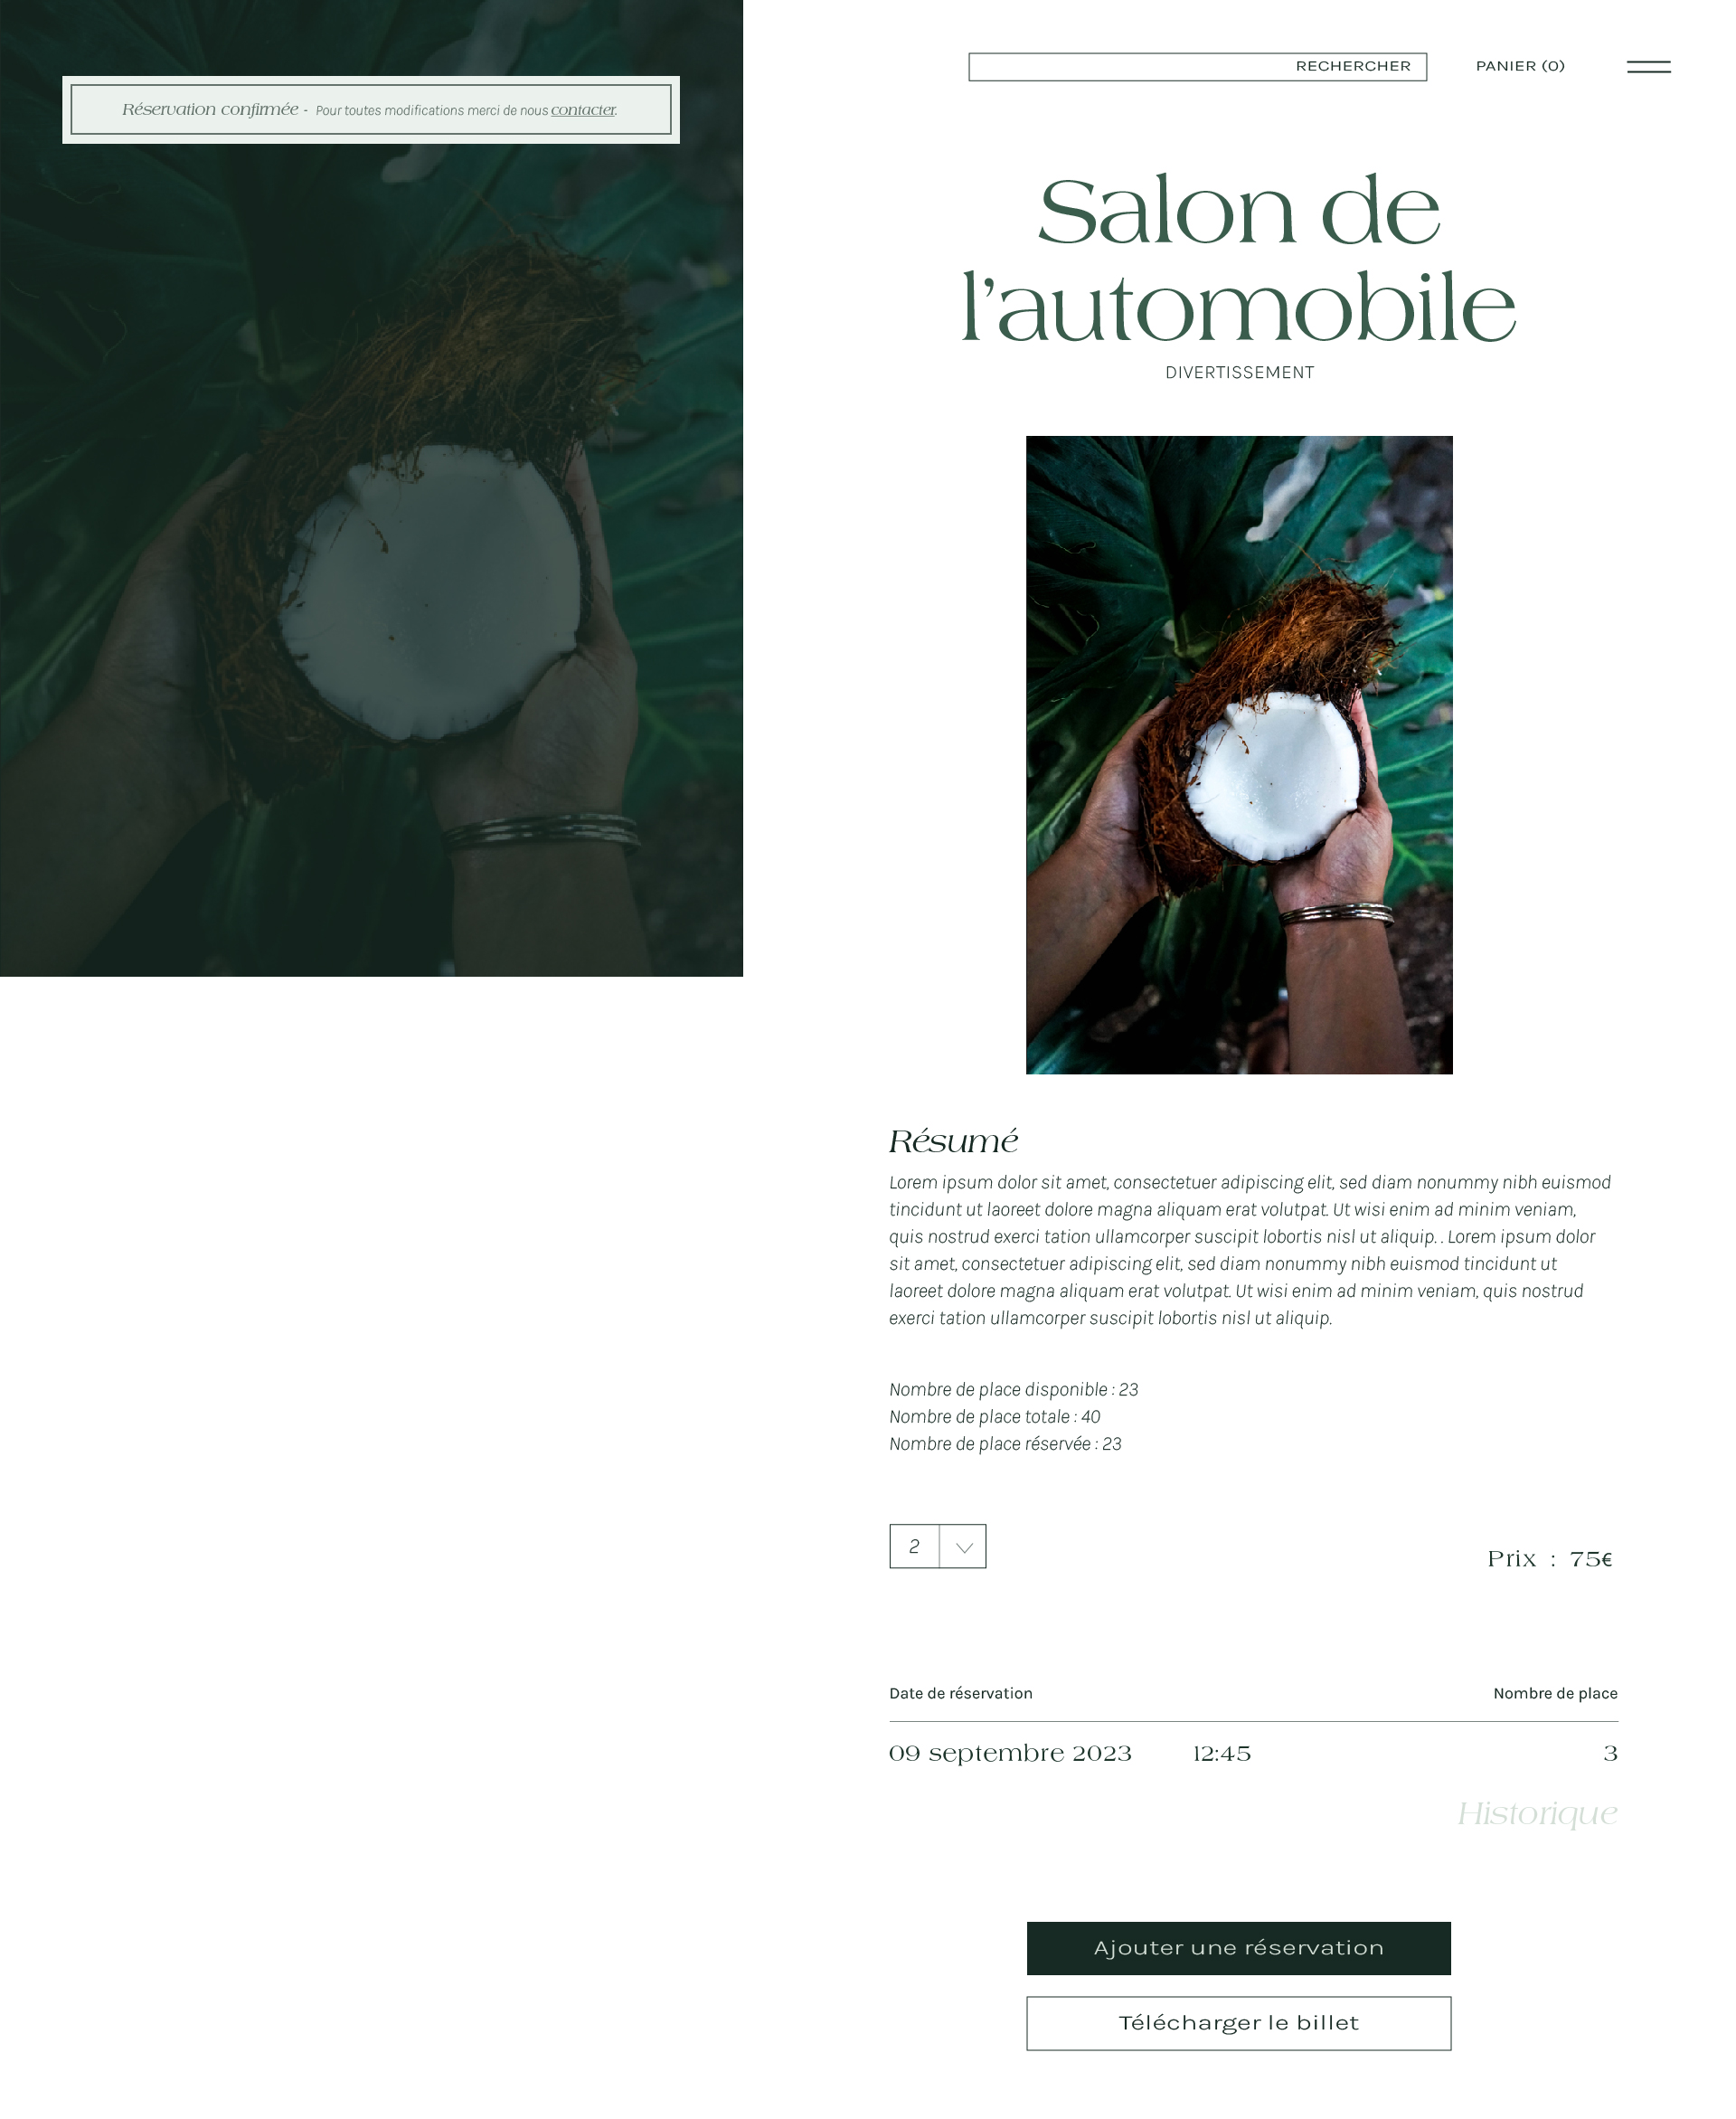 Réservation confirmée - Pour toutes modifications merci de nous contacter.
RECHERCHER
PANIER (0)
Salon de
l’automobile
DIVERTISSEMENT
Résumé
Lorem ipsum dolor sit amet, consectetuer adipiscing elit, sed diam nonummy nibh euismod
tincidunt ut laoreet dolore magna aliquam erat volutpat. Ut wisi enim ad minim veniam,
quis nostrud exerci tation ullamcorper suscipit lobortis nisl ut aliquip. . Lorem ipsum dolor
sit amet, consectetuer adipiscing elit, sed diam nonummy nibh euismod tincidunt ut
laoreet dolore magna aliquam erat volutpat. Ut wisi enim ad minim veniam, quis nostrud
exerci tation ullamcorper suscipit lobortis nisl ut aliquip.
Nombre de place disponible : 23
Nombre de place totale : 40
Nombre de place réservée : 23
2
Prix : 75€
Date de réservation
Nombre de place
09 septembre 2023 12:45 3
Historique
Ajouter une réservation
Télécharger le billet